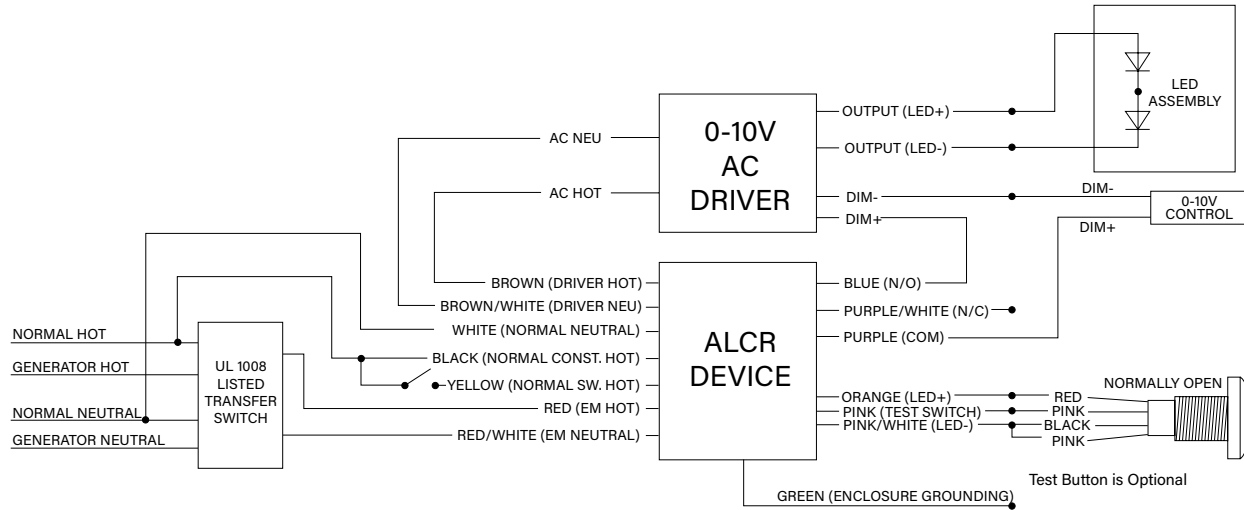 OUTPUT (LED+)
OUTPUT (LED-)
DIM-
DIM+
0-10V
AC
DRIVER
AC NEU
AC HOT
LED
ASSEMBLY
DIM-
DIM+
0-10V
CONTROL
BROWN (DRIVER HOT)
BROWN/WHITE (DRIVER NEU)
WHITE (NORMAL NEUTRAL)
BLACK (NORMAL CONST. HOT)
YELLOW (NORMAL SW. HOT)
RED (EM HOT)
RED/WHITE (EM NEUTRAL)
ALCR
DEVICE
BLUE (N/O)
PURPLE/WHITE (N/C)
PURPLE (COM)
ORANGE (LED+)
PINK (TEST SWITCH)
PINK/WHITE (LED-)
NORMALLY OPEN
RED
PINK
BLACK
PINK
Test Button is Optional
GREEN (ENCLOSURE GROUNDING)
NORMAL HOT
GENERATOR HOT
NORMAL NEUTRAL
GENERATOR NEUTRAL
UL 1008
LISTED
TRANSFER
SWITCH